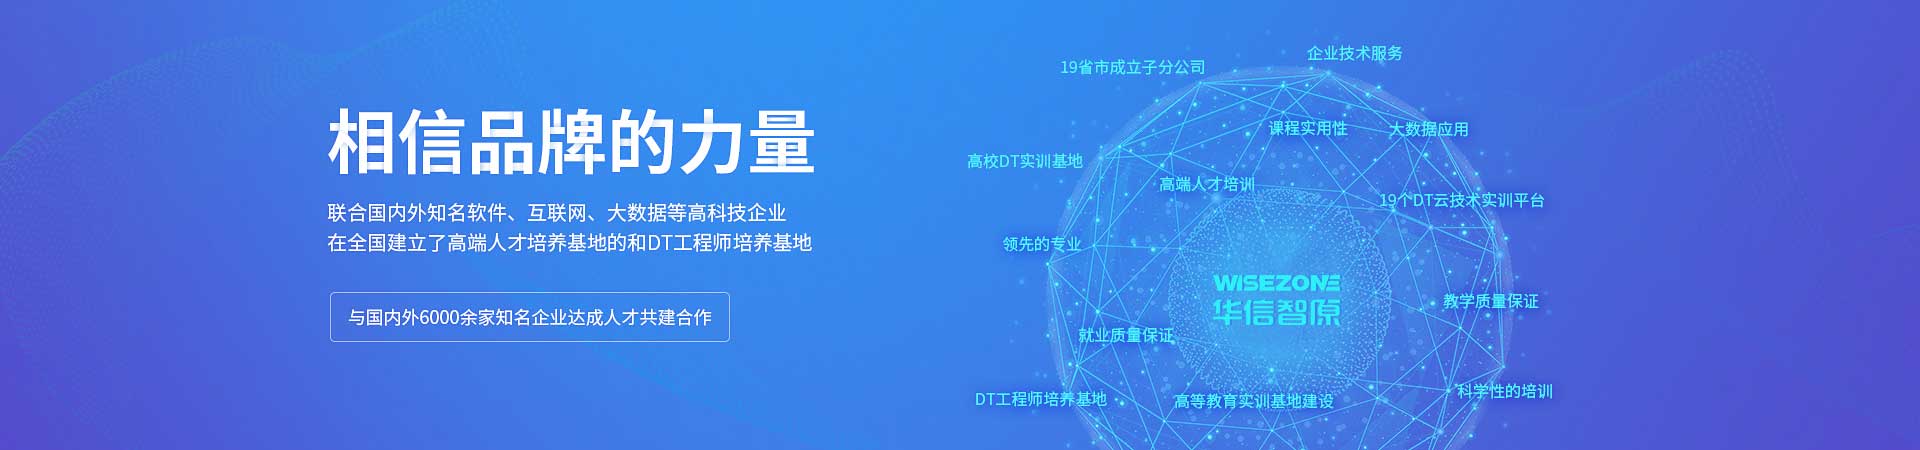 相信品牌的力量
联合国内外知名软件、互联网、大数据等高科技企业
在全国建立了高端人才培养基地的和DT工程师培养基地
与国内外6000余家知名企业达成人才共建合作
企业技术服务
19省市成立子分公司
课程实用性
大数据应用
高校DT实训基地
高端人才培训
19个DT云技术实训平台
领先的专业
WISEZONE
华信智原
教学质量保证
就业质量保证
科学性的培训
DT工程师培养基地
高等教育实训基地建设